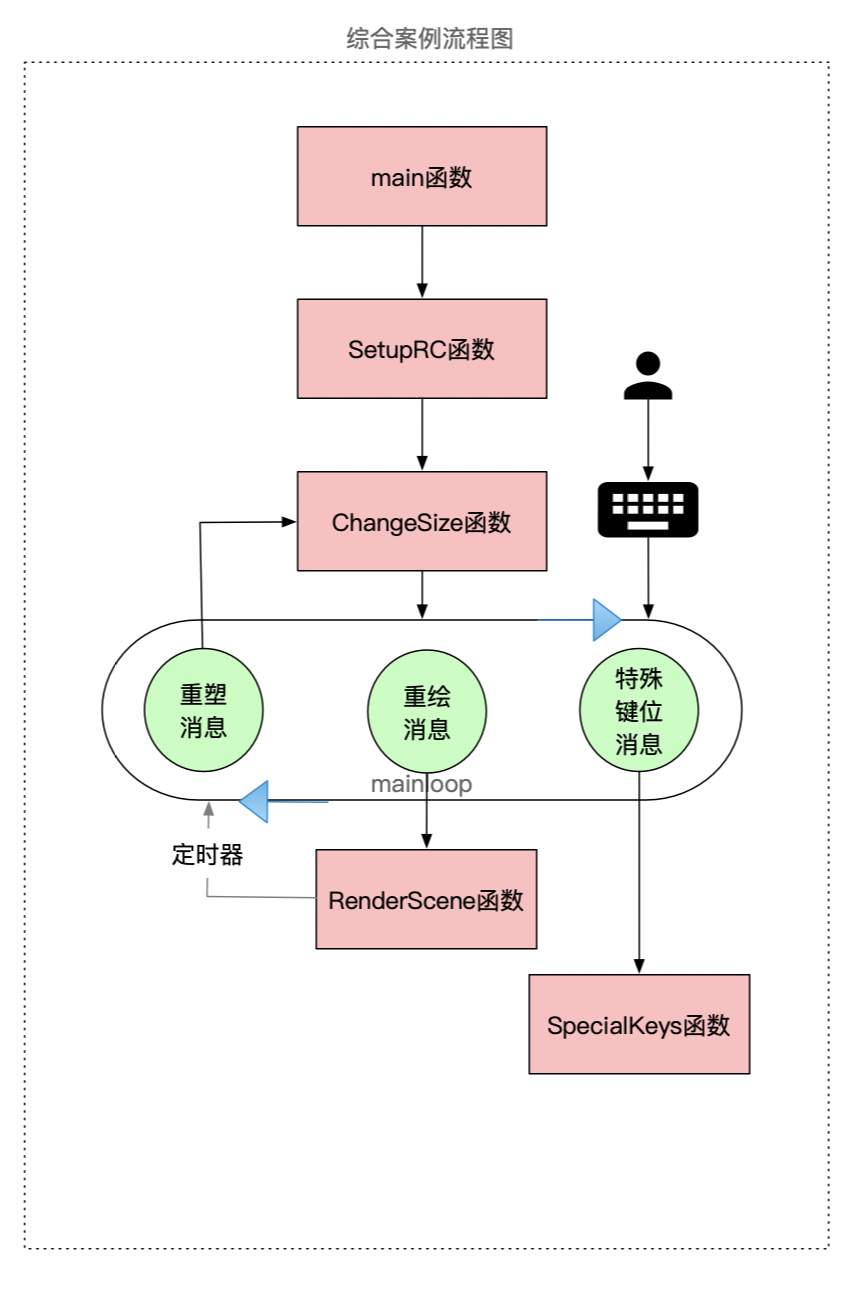 综合案例流程图
main函数
SetupRC函数
ChangeSize函数
重塑
消息
重绘
消息
特殊
键位
消息
mainloop
定时器
RenderScene函数
SpecialKeys函数